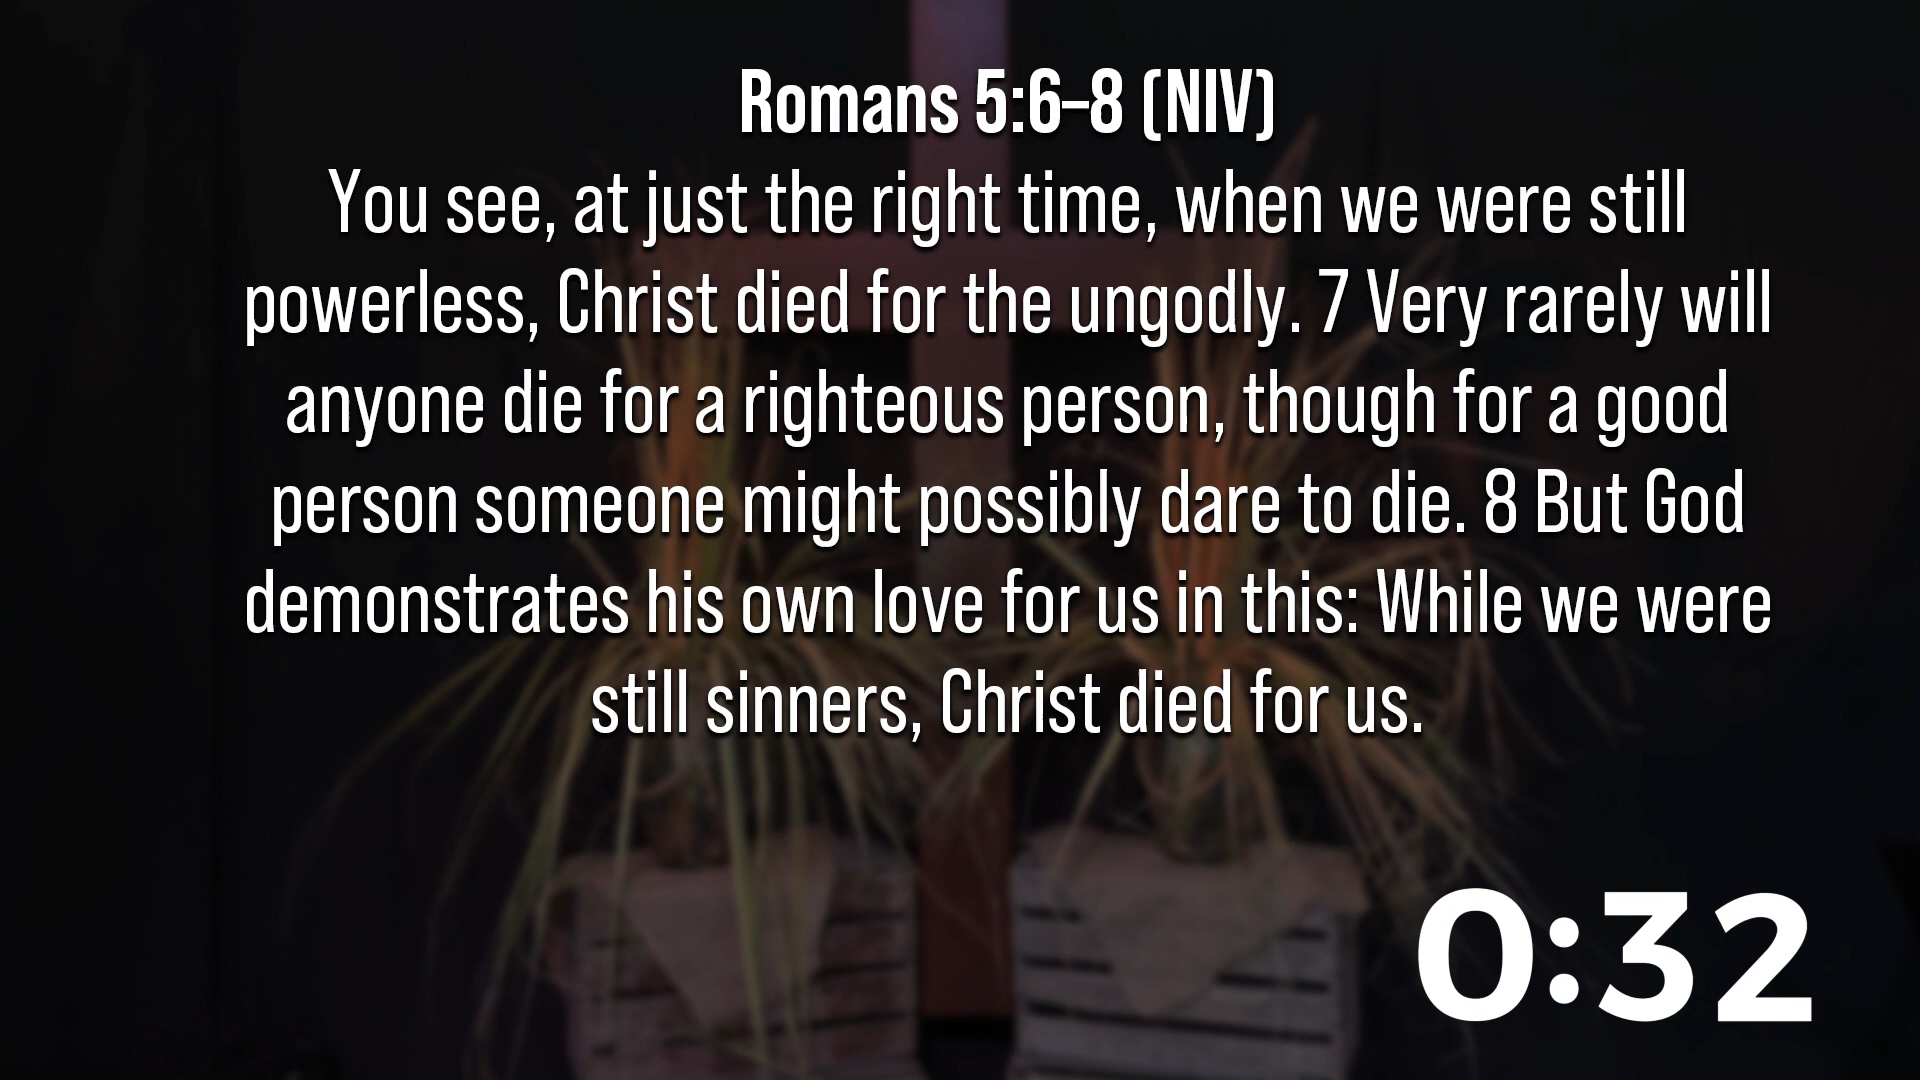 Romans 5:6–8 (NIV)
You see, at just the right time, when we were still
powerless, Christ died for the ungodly. 7 Very rarely will
anyone die for a righteous person, though for a good
person someone might possibly dare to die. 8 But God
demonstrates his own love for us in this: While we were
still sinners, Christ died for us.
0:32